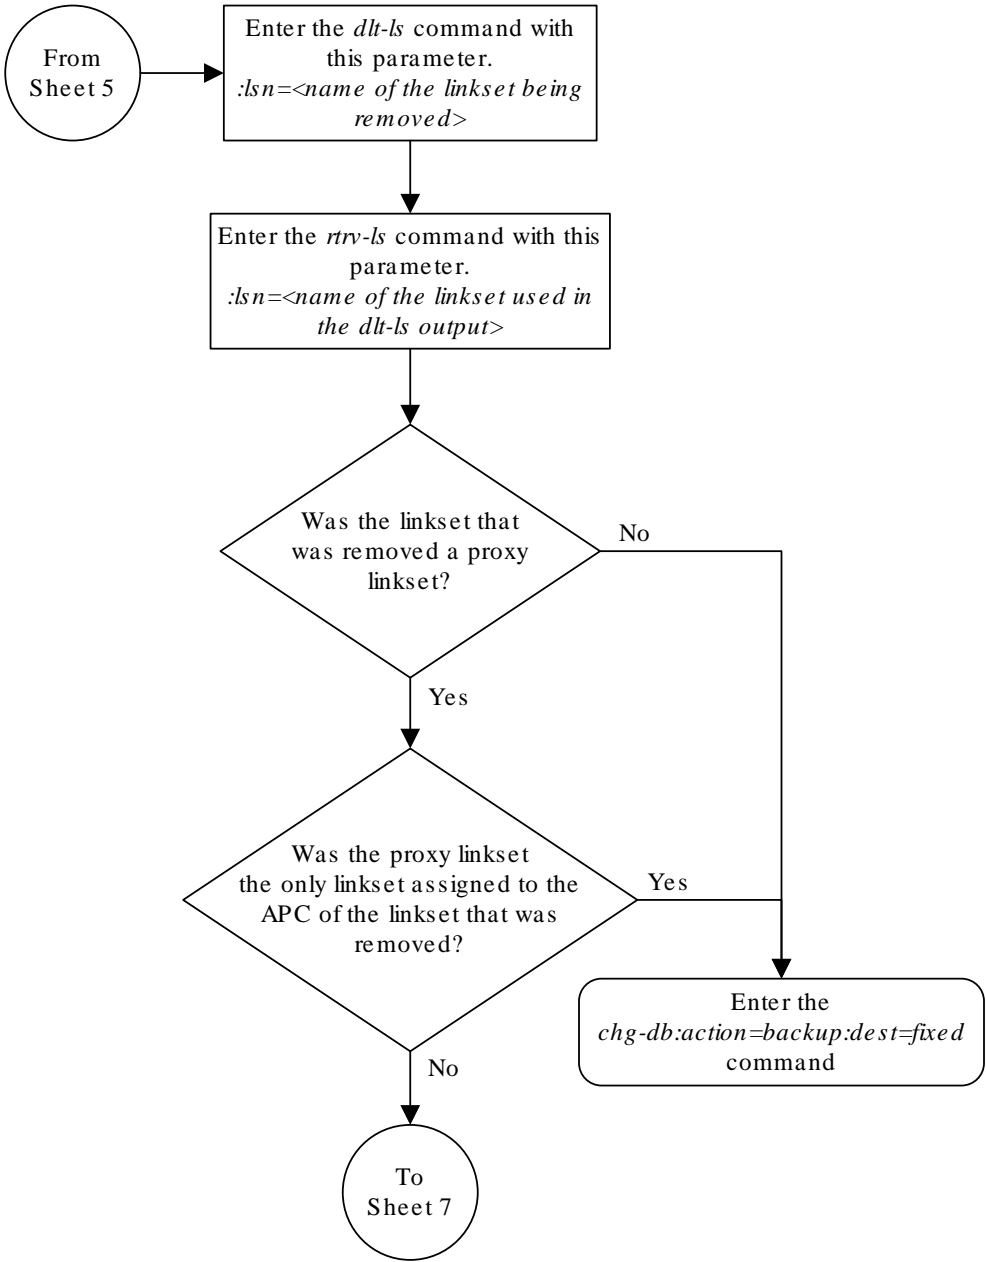 From
Sheet 5
Enter the dlt-ls command with
this parameter.
:lsn=<name of the linkset being
removed>
Enter the rtrv-ls command with this
parameter.
:lsn=<name of the linkset used in
the dlt-ls output>
Was the linkset that
was removed a proxy
linkset?
No
Yes
Was the proxy linkset
the only linkset assigned to the
APC of the linkset that was
removed?
Yes
Enter the
chg-db:action=backup:dest=fixed
command
No
To
Sheet 7